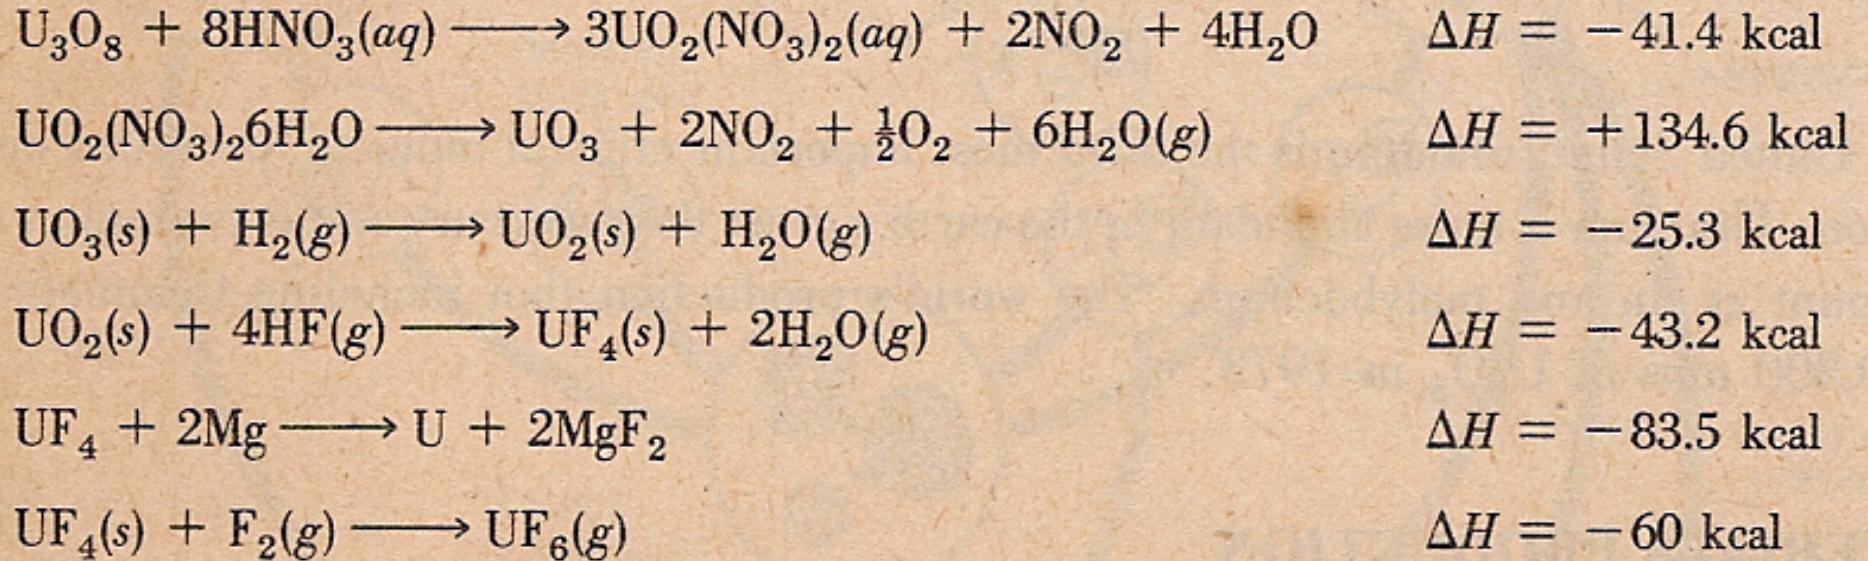 U₃O₈ + 8HNO₃(aq) ⟶ 3UO₂(NO₃)₂(aq) + 2NO₂ + 4H₂O ΔH = −41.4 kcal
UO₂(NO₃)₂6H₂O ⟶ UO₃ + 2NO₂ + ½O₂ + 6H₂O(g) ΔH = +134.6 kcal
UO₃(s) + H₂(g) ⟶ UO₂(s) + H₂O(g) ΔH = −25.3 kcal
UO₂(s) + 4HF(g) ⟶ UF₄(s) + 2H₂O(g) ΔH = −43.2 kcal
UF₄ + 2Mg ⟶ U + 2MgF₂ ΔH = −83.5 kcal
UF₄(s) + F₂(g) ⟶ UF₆(g) ΔH = −60 kcal